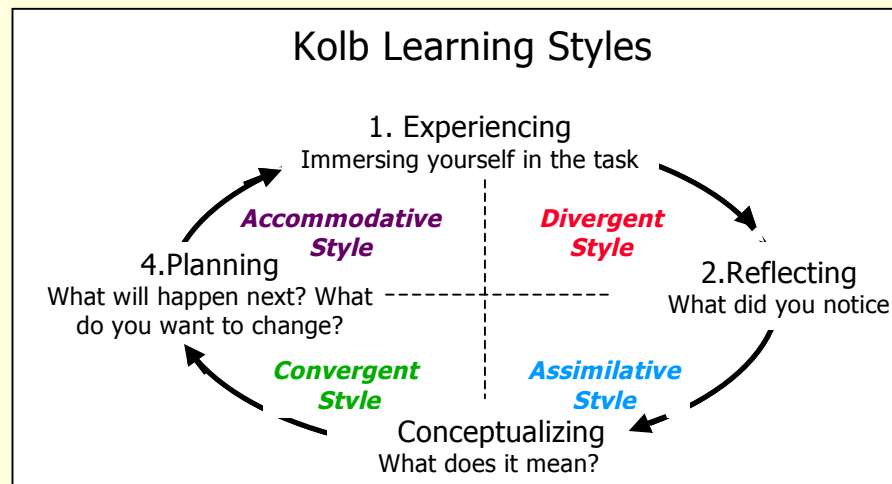 Kolb Learning Styles
1. Experiencing
Immersing yourself in the task
Accommodative
Style
Divergent
Style
4.Planning
What will happen next? What
do you want to change?
2.Reflecting
What did you notice
Convergent
Style
Assimilative
Style
Conceptualizing
What does it mean?